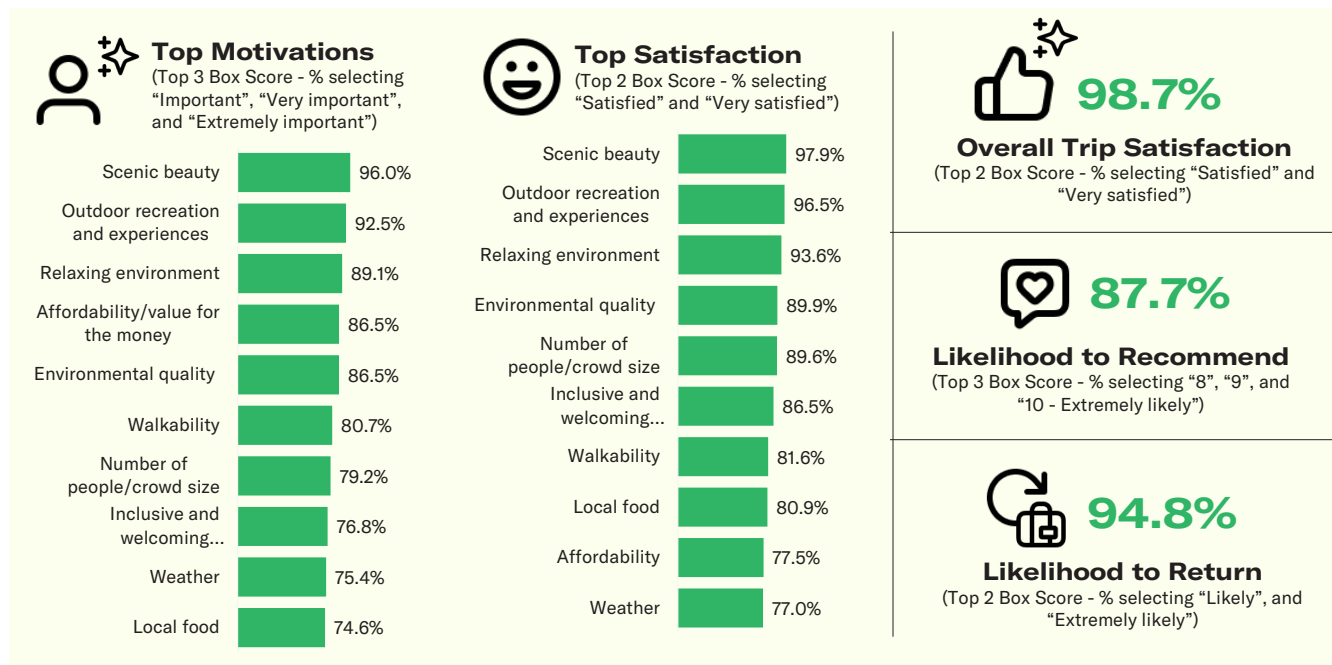 Top Motivations
(Top 3 Box Score - % selecting
“Important”, “Very important”,
and “Extremely important”)
Scenic beauty 96.0%
Outdoor recreation
and experiences 92.5%
Relaxing environment 89.1%
Affordability/value for
the money 86.5%
Environmental quality 86.5%
Walkability 80.7%
Number of
people/crowd size 79.2%
Inclusive and
welcoming... 76.8%
Weather 75.4%
Local food 74.6%
Top Satisfaction
(Top 2 Box Score - % selecting
“Satisfied” and “Very satisfied”)
Scenic beauty 97.9%
Outdoor recreation
and experiences 96.5%
Relaxing environment 93.6%
Environmental quality 89.9%
Number of
people/crowd size 89.6%
Inclusive and
welcoming... 86.5%
Walkability 81.6%
Local food 80.9%
Affordability 77.5%
Weather 77.0%
98.7%
Overall Trip Satisfaction
(Top 2 Box Score - % selecting “Satisfied” and
“Very satisfied”)
87.7%
Likelihood to Recommend
(Top 3 Box Score - % selecting “8”, “9”, and
“10 - Extremely likely”)
94.8%
Likelihood to Return
(Top 2 Box Score - % selecting “Likely”, and
“Extremely likely”)